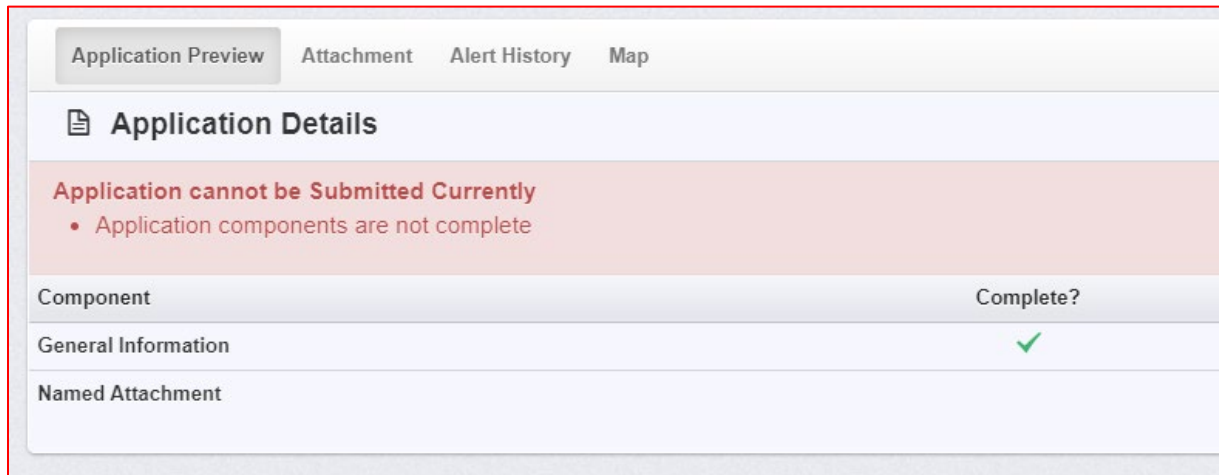 Application Preview Attachment Alert History Map
Application Details
Application cannot be Submitted Currently
• Application components are not complete
Component Complete?
General Information
Named Attachment